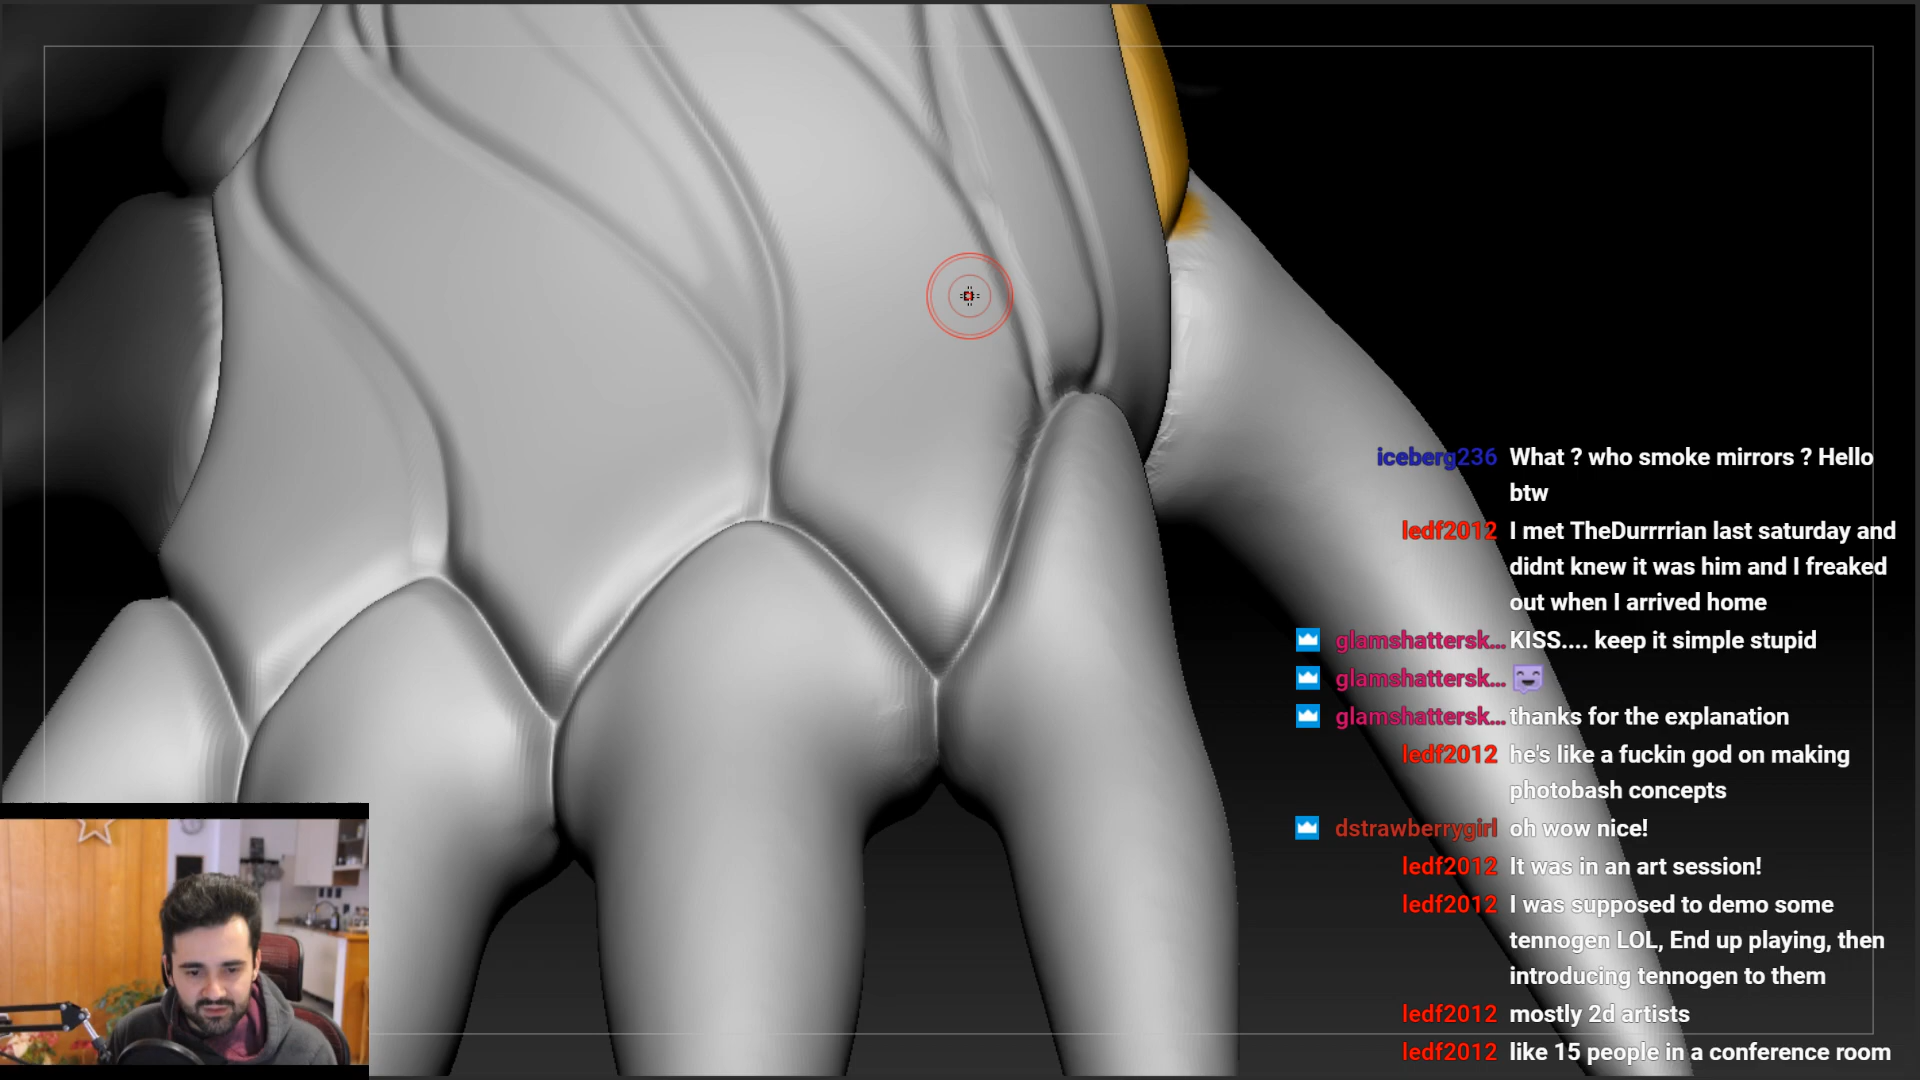 iceberg236 What ? who smoke mirrors ? Hello
btw
ledf2012 I met TheDurrrrian last saturday and
didnt knew it was him and I freaked
out when I arrived home
glamshattersk... KISS.... keep it simple stupid
glamshattersk...
glamshattersk... thanks for the explanation
ledf2012 he's like a fuckin god on making
photobash concepts
dstrawberrygirl oh wow nice!
ledf2012 It was in an art session!
ledf2012 I was supposed to demo some
tennogen LOL, End up playing, then
introducing tennogen to them
ledf2012 mostly 2d artists
ledf2012 like 15 people in a conference room